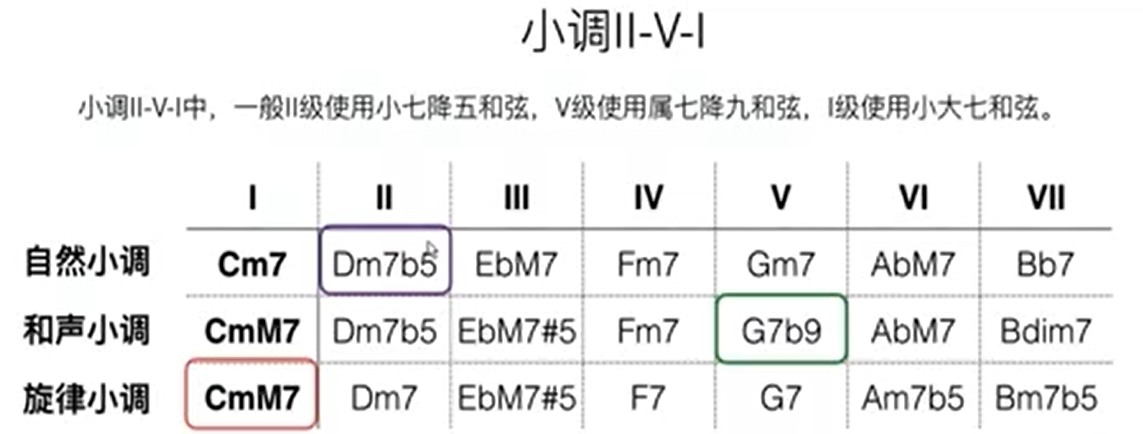 小调II-V-I
小调II-V-I中，一般II级使用小七降五和弦，V级使用属七降九和弦，I级使用小大七和弦。
I II III IV V VI VII
自然小调 Cm7 Dm7b5 EbM7 Fm7 Gm7 AbM7 Bb7
和声小调 CmM7 Dm7b5 EbM7#5 Fm7 G7b9 AbM7 Bdim7
旋律小调 CmM7 Dm7 EbM7#5 F7 G7 Am7b5 Bm7b5